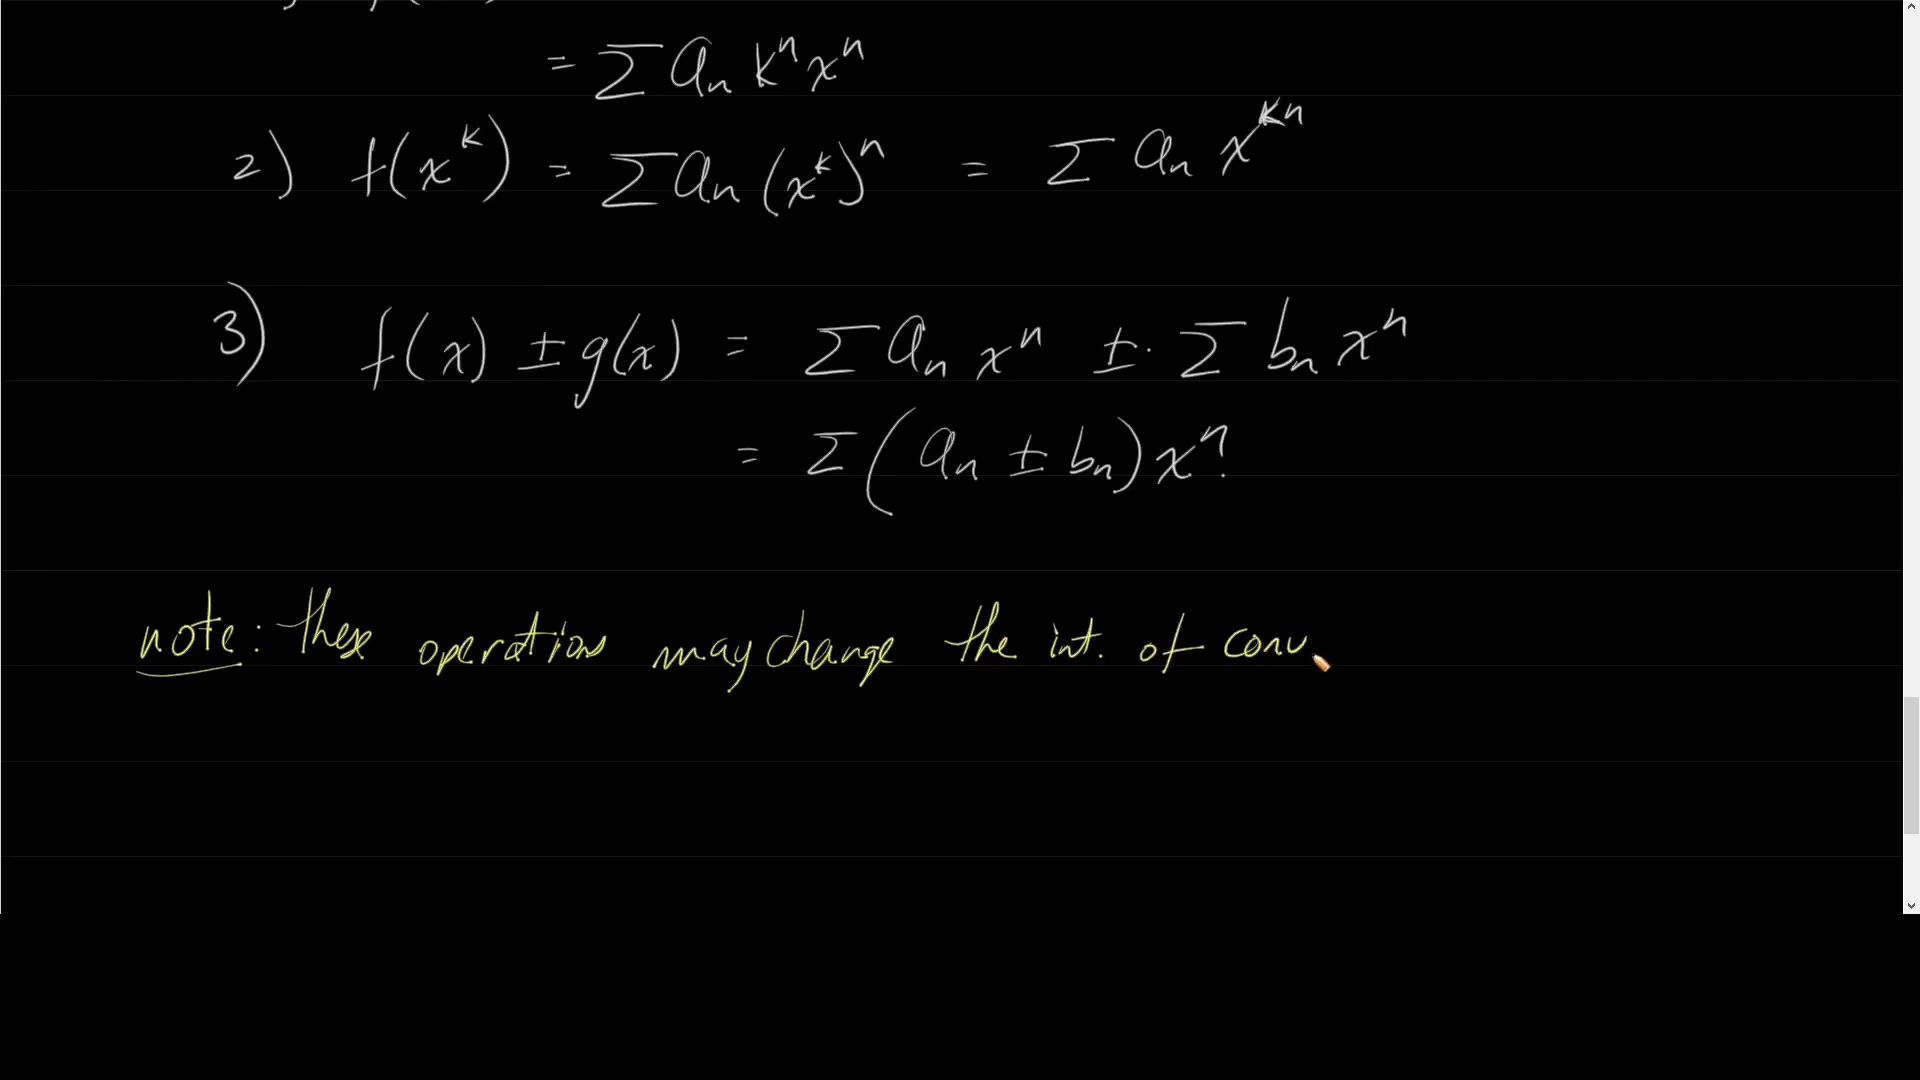 = Σ aₙ kⁿ xⁿ
2) f(xᵏ) = Σ aₙ (xᵏ)ⁿ = Σ aₙ xᵏⁿ
3) f(x) ± g(x) = Σ aₙ xⁿ ± Σ bₙ xⁿ
= Σ (aₙ ± bₙ) xⁿ.
note: these operations may change the int. of conv.